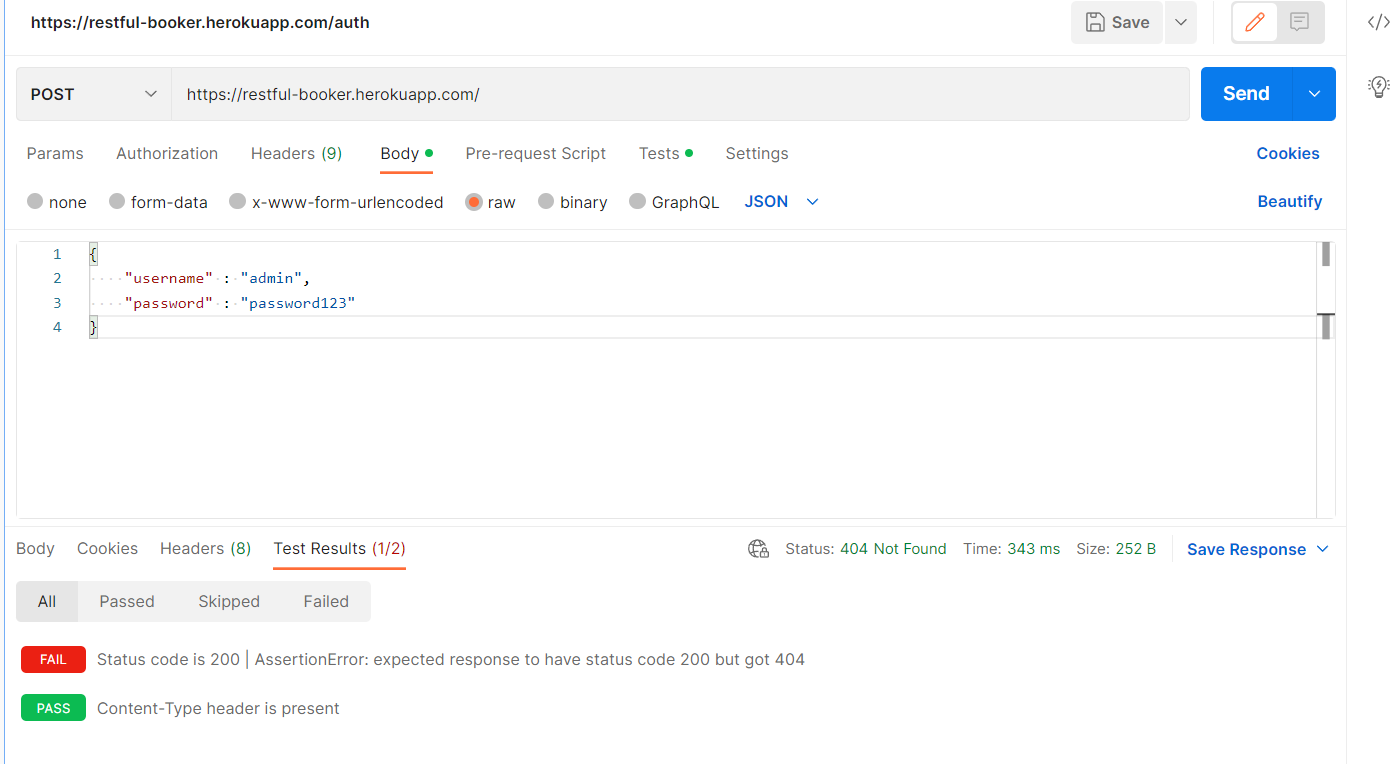 https://restful-booker.herokuapp.com/auth Save
POST https://restful-booker.herokuapp.com/ Send
Params Authorization Headers (9) Body Pre-request Script Tests Settings Cookies
none form-data x-www-form-urlencoded raw binary GraphQL JSON Beautify
1 {
2 "username" : "admin",
3 "password" : "password123"
4 }
Body Cookies Headers (8) Test Results (1/2) Status: 404 Not Found Time: 343 ms Size: 252 B Save Response
All Passed Skipped Failed
FAIL Status code is 200 | AssertionError: expected response to have status code 200 but got 404
PASS Content-Type header is present